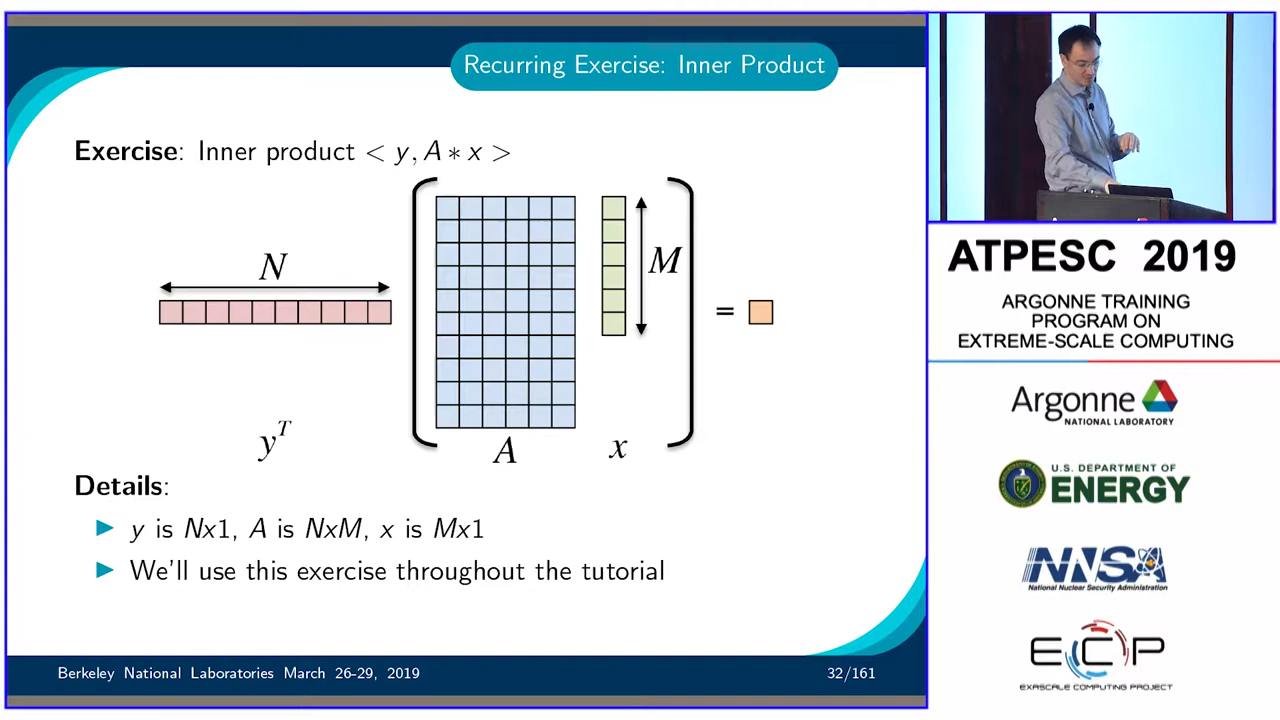 Recurring Exercise: Inner Product
Exercise: Inner product < y, A ∗ x >
N
M
=
y^T
A
x
Details:
▶ y is Nx1, A is NxM, x is Mx1
▶ We'll use this exercise throughout the tutorial
Berkeley National Laboratories March 26-29, 2019
32/161
ATPESC 2019
ARGONNE TRAINING
PROGRAM ON
EXTREME-SCALE COMPUTING
Argonne
NATIONAL LABORATORY
U.S. DEPARTMENT OF
ENERGY
NNSA
National Nuclear Security Administration
ECP
EXASCALE COMPUTING PROJECT